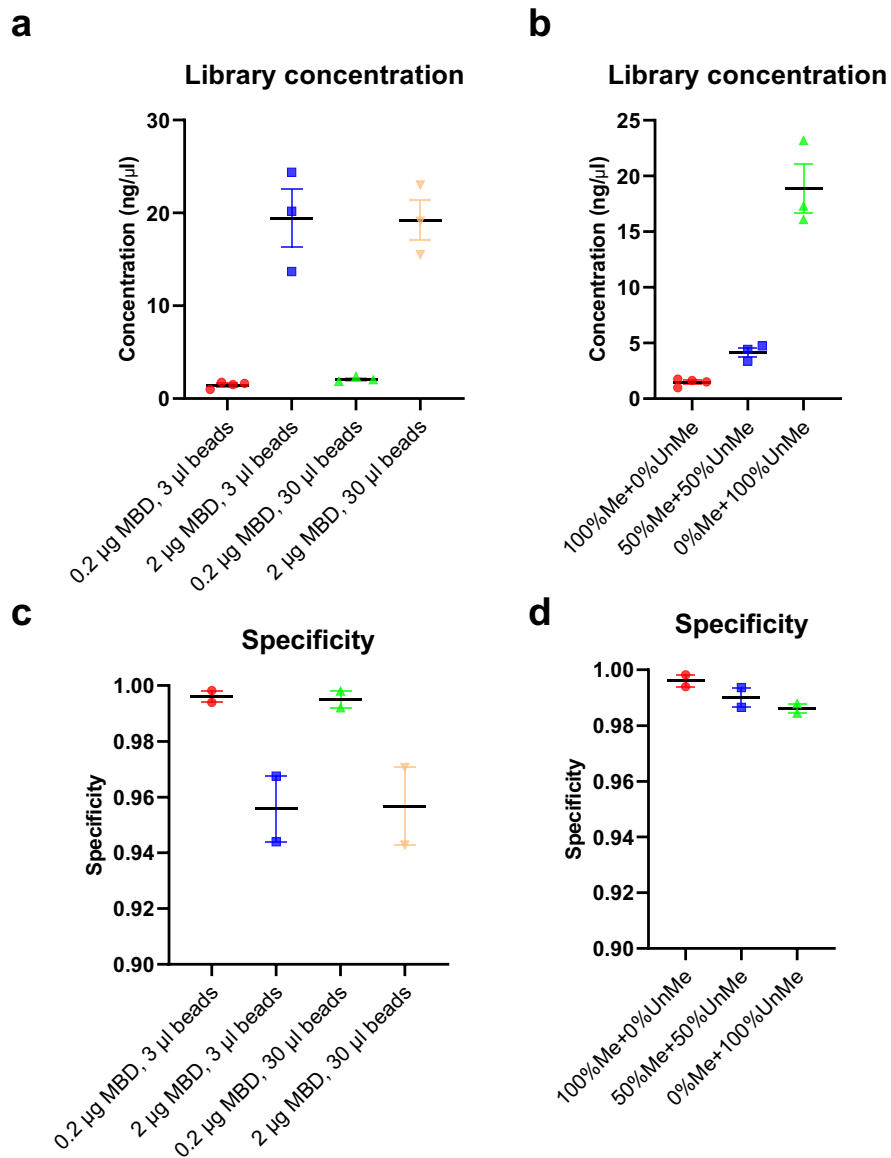 a
Library concentration
Concentration (ng/μl)
30
20
10
0
0.2 μg MBD, 3 μl beads
2 μg MBD, 3 μl beads
0.2 μg MBD, 30 μl beads
2 μg MBD, 30 μl beads
b
Library concentration
Concentration (ng/μl)
25
20
15
10
5
0
100%Me+0%UnMe
50%Me+50%UnMe
0%Me+100%UnMe
c
Specificity
Specificity
1.00
0.98
0.96
0.94
0.92
0.90
0.2 μg MBD, 3 μl beads
2 μg MBD, 3 μl beads
0.2 μg MBD, 30 μl beads
2 μg MBD, 30 μl beads
d
Specificity
Specificity
1.00
0.98
0.96
0.94
0.92
0.90
100%Me+0%UnMe
50%Me+50%UnMe
0%Me+100%UnMe